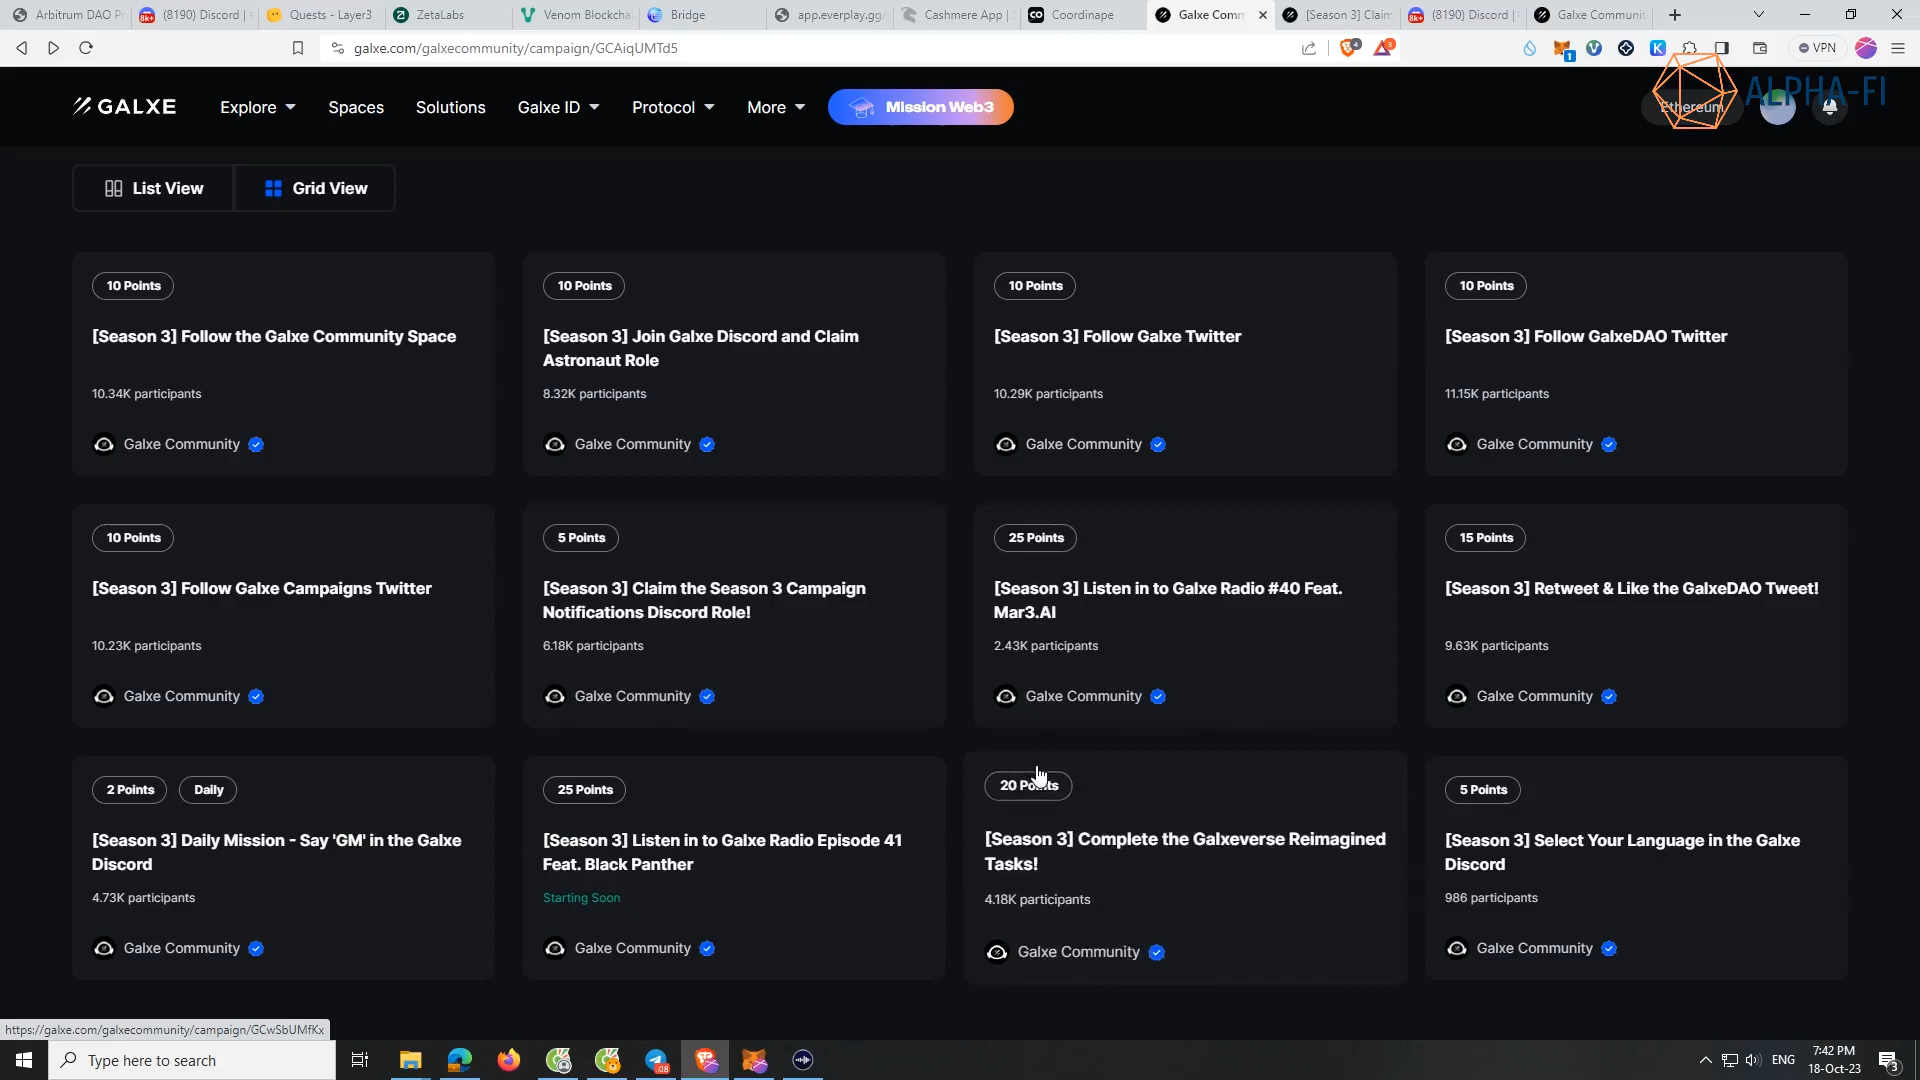 Arbitrum DAO Pr
(8190) Discord |
Quests - Layer3
ZetaLabs
Venom Blockchai
Bridge
app.everplay.gg/
Cashmere App |
Coordinape
Galxe Comm
[Season 3] Claim
(8190) Discord |
Galxe Communit
galxe.com/galxecommunity/campaign/GCAiqUMTd5
VPN
GALXE
Explore
Spaces
Solutions
Galxe ID
Protocol
More
Mission Web3
Ethereum
ALPHA-FI
List View
Grid View
10 Points
[Season 3] Follow the Galxe Community Space
10.34K participants
Galxe Community
10 Points
[Season 3] Join Galxe Discord and Claim
Astronaut Role
8.32K participants
Galxe Community
10 Points
[Season 3] Follow Galxe Twitter
10.29K participants
Galxe Community
10 Points
[Season 3] Follow GalxeDAO Twitter
11.15K participants
Galxe Community
10 Points
[Season 3] Follow Galxe Campaigns Twitter
10.23K participants
Galxe Community
5 Points
[Season 3] Claim the Season 3 Campaign
Notifications Discord Role!
6.18K participants
Galxe Community
25 Points
[Season 3] Listen in to Galxe Radio #40 Feat.
Mar3.AI
2.43K participants
Galxe Community
15 Points
[Season 3] Retweet & Like the GalxeDAO Tweet!
9.63K participants
Galxe Community
2 Points
Daily
[Season 3] Daily Mission - Say 'GM' in the Galxe
Discord
4.73K participants
Galxe Community
25 Points
[Season 3] Listen in to Galxe Radio Episode 41
Feat. Black Panther
Starting Soon
Galxe Community
20 Points
[Season 3] Complete the Galxeverse Reimagined
Tasks!
4.18K participants
Galxe Community
5 Points
[Season 3] Select Your Language in the Galxe
Discord
986 participants
Galxe Community
https://galxe.com/galxecommunity/campaign/GCwSbUMfKx
Type here to search
ENG
7:42 PM
18-Oct-23
3